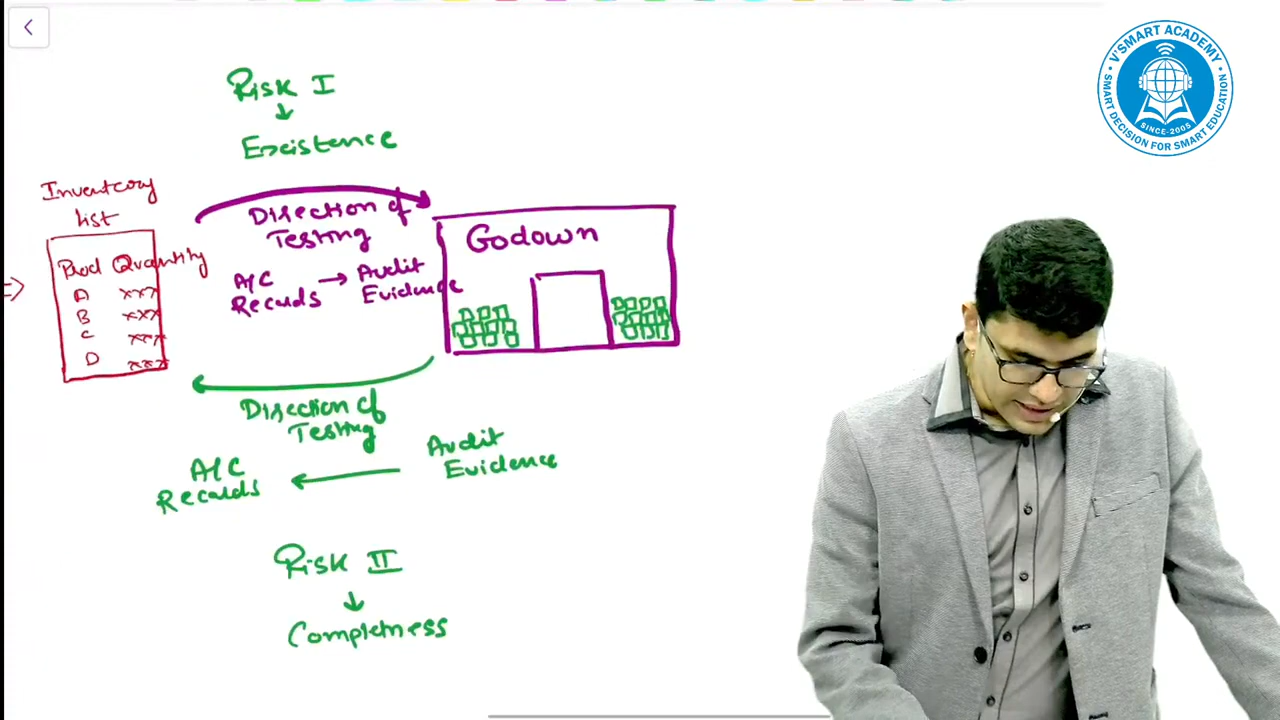 Risk I
Existence
Inventory
list
Prod Quantity
A xxx
B xxx
C xxx
D xxx
Direction of
Testing
A/C
Records → Audit
Evidence
Godown
Direction of
Testing
Audit
Evidence
A/C
Records
Risk II
Completness
V'SMART ACADEMY
SMART DECISION FOR SMART EDUCATION
SINCE-2005